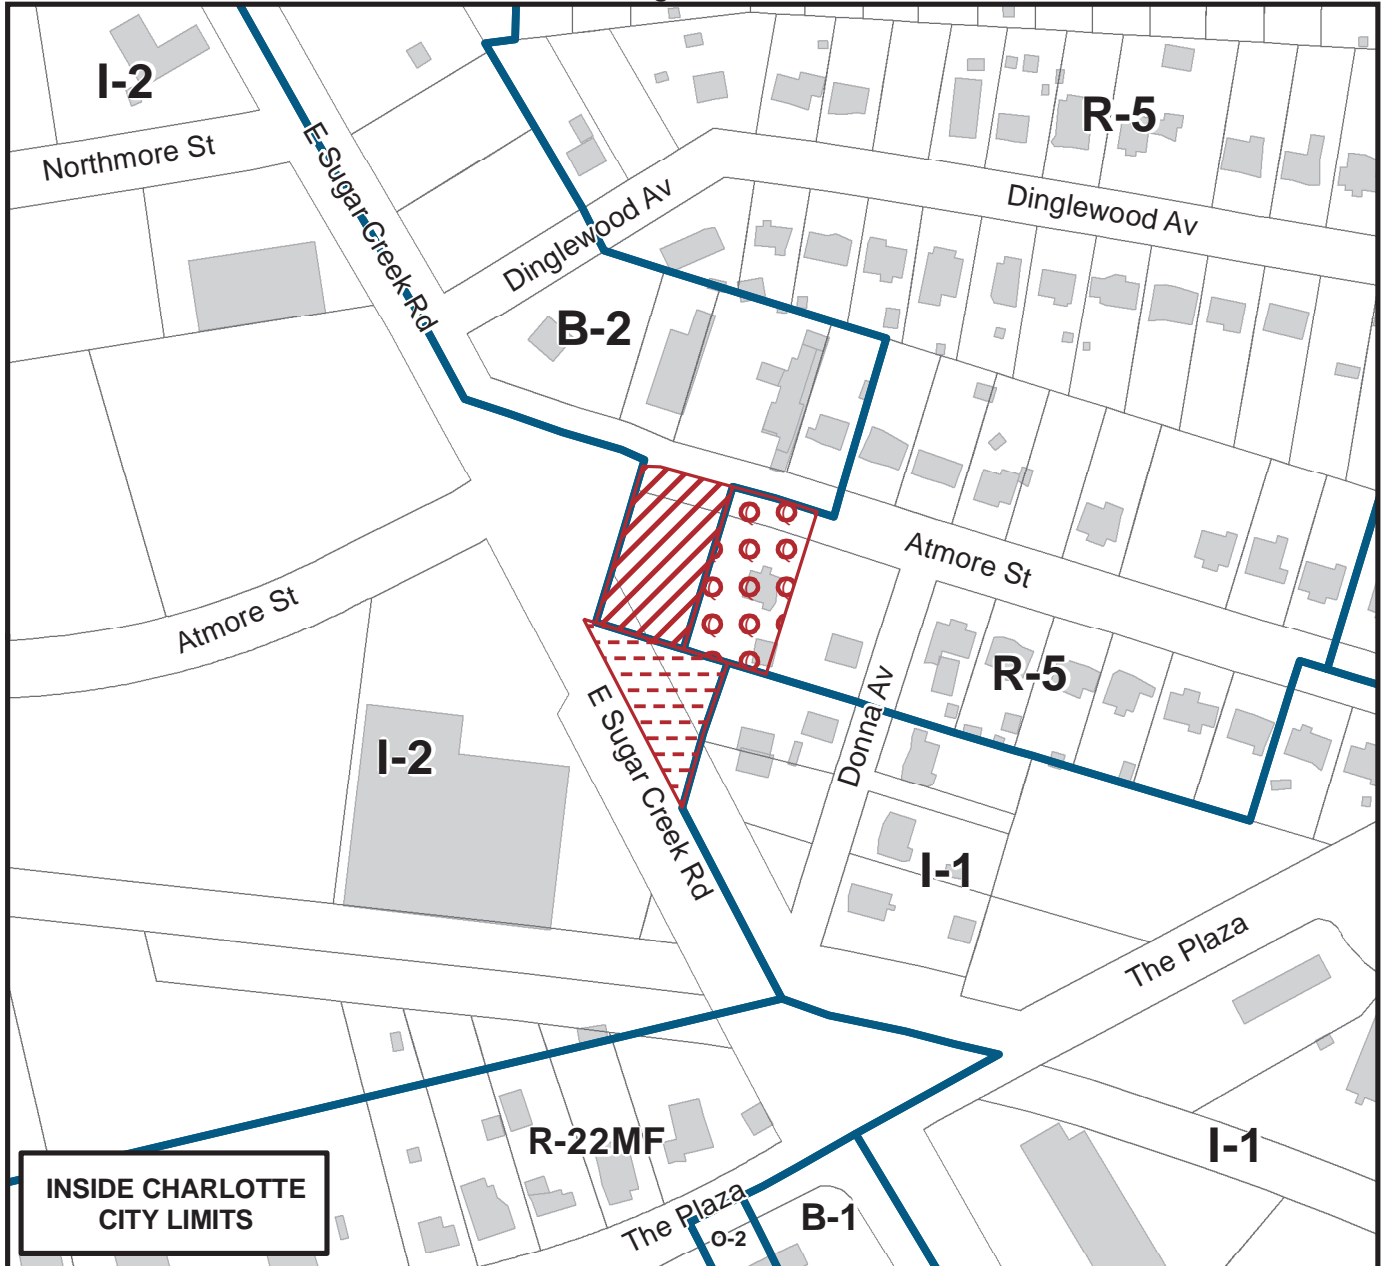 I-2
R-5
Northmore St
E Sugar Creek Rd
Dinglewood Av
Dinglewood Av
B-2
Atmore St
Atmore St
R-5
Donna Av
E Sugar Creek Rd
I-2
I-1
The Plaza
R-22MF
I-1
INSIDE CHARLOTTE
CITY LIMITS
The Plaza
B-1
O-2